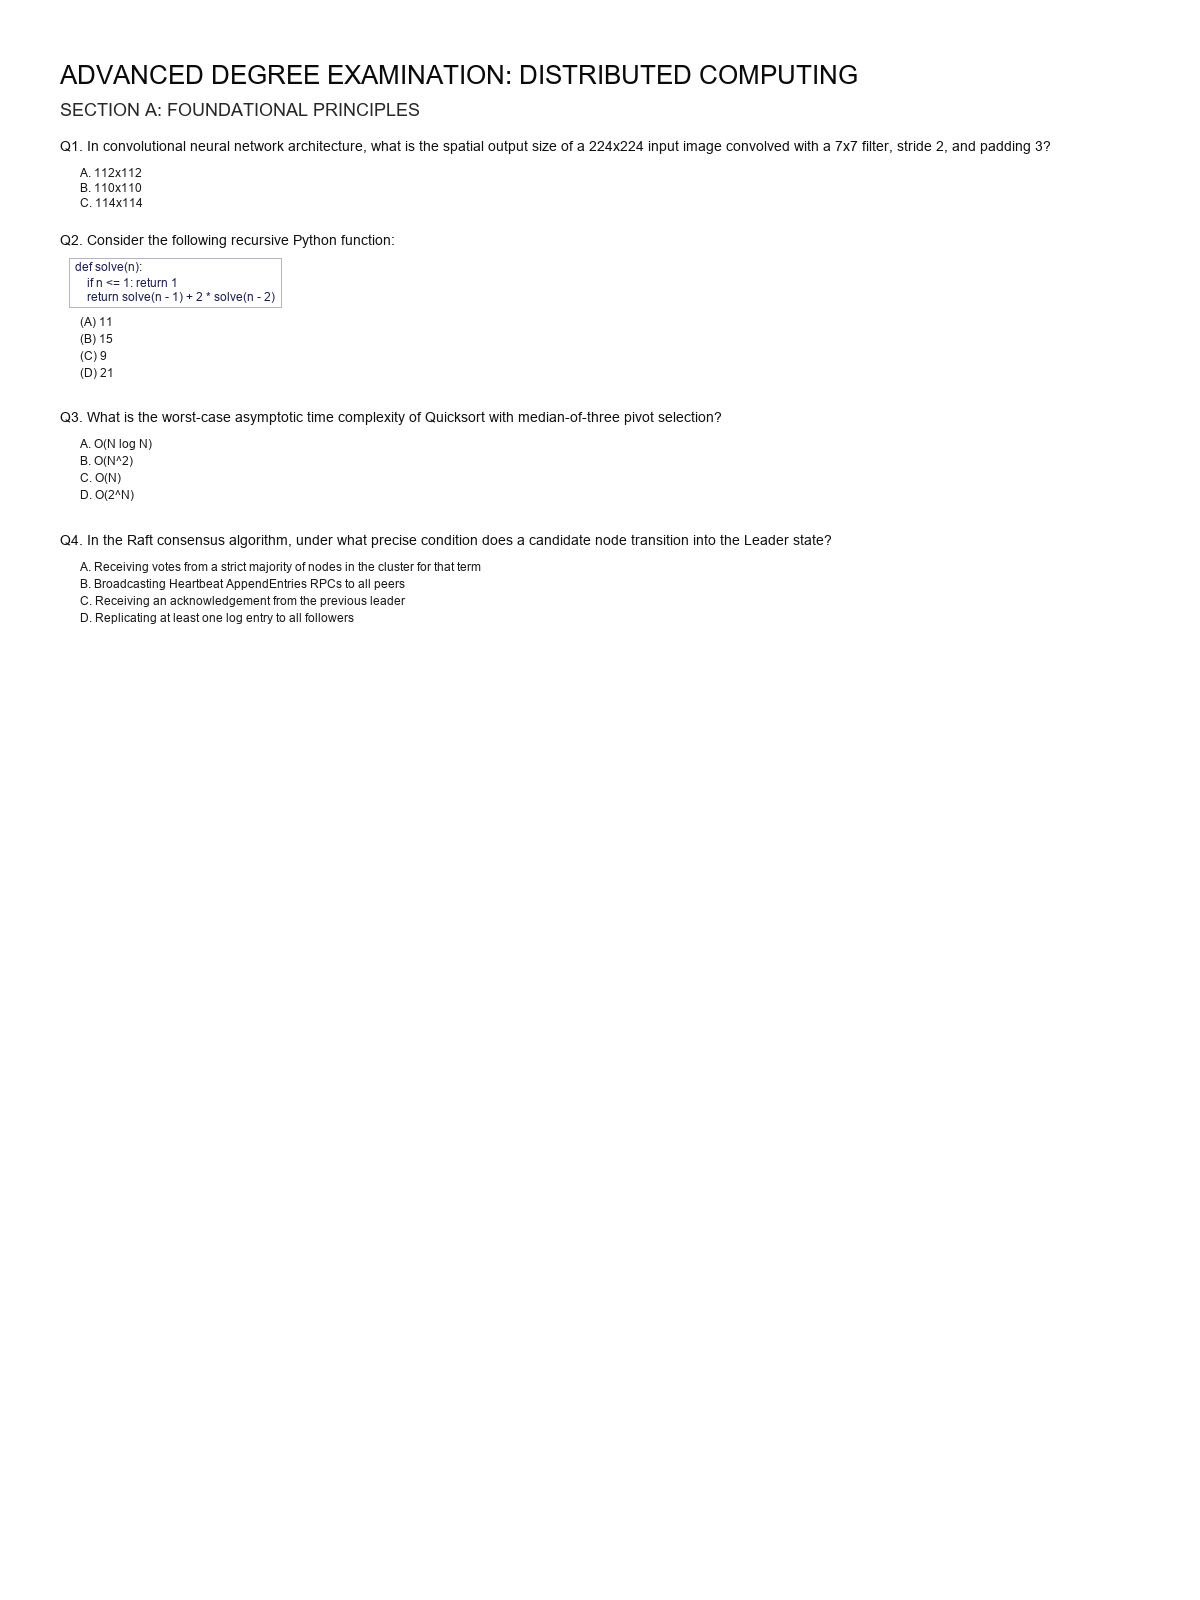 ADVANCED DEGREE EXAMINATION: DISTRIBUTED COMPUTING
SECTION A: FOUNDATIONAL PRINCIPLES
Q1. In convolutional neural network architecture, what is the spatial output size of a 224x224 input image convolved with a 7x7 filter, stride 2, and padding 3?
A. 112x112
B. 110x110
C. 114x114
Q2. Consider the following recursive Python function:
def solve(n):
    if n <= 1: return 1
    return solve(n - 1) + 2 * solve(n - 2)
(A) 11
(B) 15
(C) 9
(D) 21
Q3. What is the worst-case asymptotic time complexity of Quicksort with median-of-three pivot selection?
A. O(N log N)
B. O(N^2)
C. O(N)
D. O(2^N)
Q4. In the Raft consensus algorithm, under what precise condition does a candidate node transition into the Leader state?
A. Receiving votes from a strict majority of nodes in the cluster for that term
B. Broadcasting Heartbeat AppendEntries RPCs to all peers
C. Receiving an acknowledgement from the previous leader
D. Replicating at least one log entry to all followers